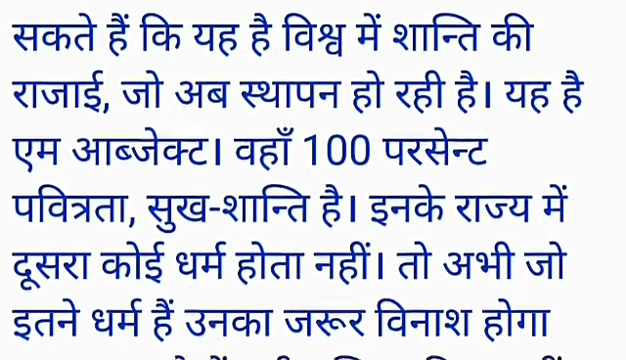 सकते हैं कि यह है विश्व में शान्ति की
राजाई, जो अब स्थापन हो रही है। यह है
एम आब्जेक्ट। वहाँ 100 परसेन्ट
पवित्रता, सुख-शान्ति है। इनके राज्य में
दूसरा कोई धर्म होता नहीं। तो अभी जो
इतने धर्म हैं उनका जरूर विनाश होगा